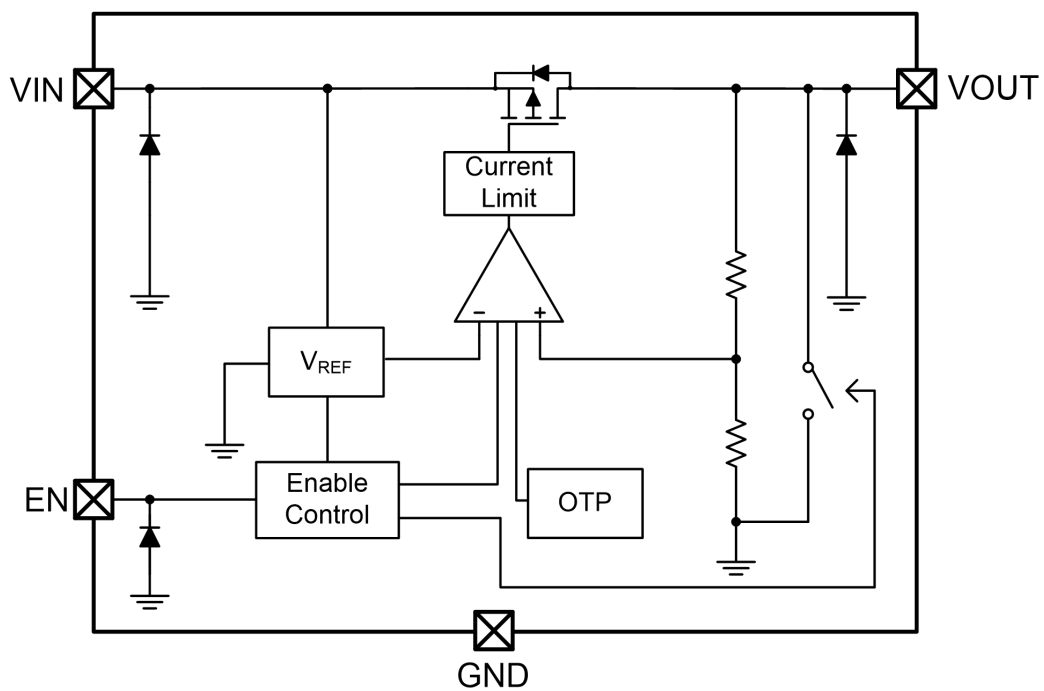 VIN
VOUT
Current
Limit
- +
VREF
EN
Enable
Control
OTP
GND